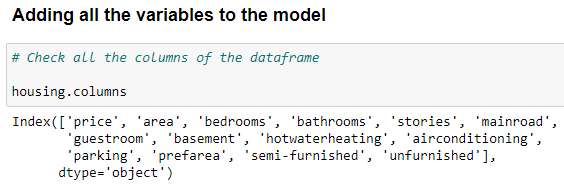 Adding all the variables to the model
# Check all the columns of the dataframe
housing.columns
Index(['price', 'area', 'bedrooms', 'bathrooms', 'stories', 'mainroad',
'guestroom', 'basement', 'hotwaterheating', 'airconditioning',
'parking', 'prefarea', 'semi-furnished', 'unfurnished'],
dtype='object')